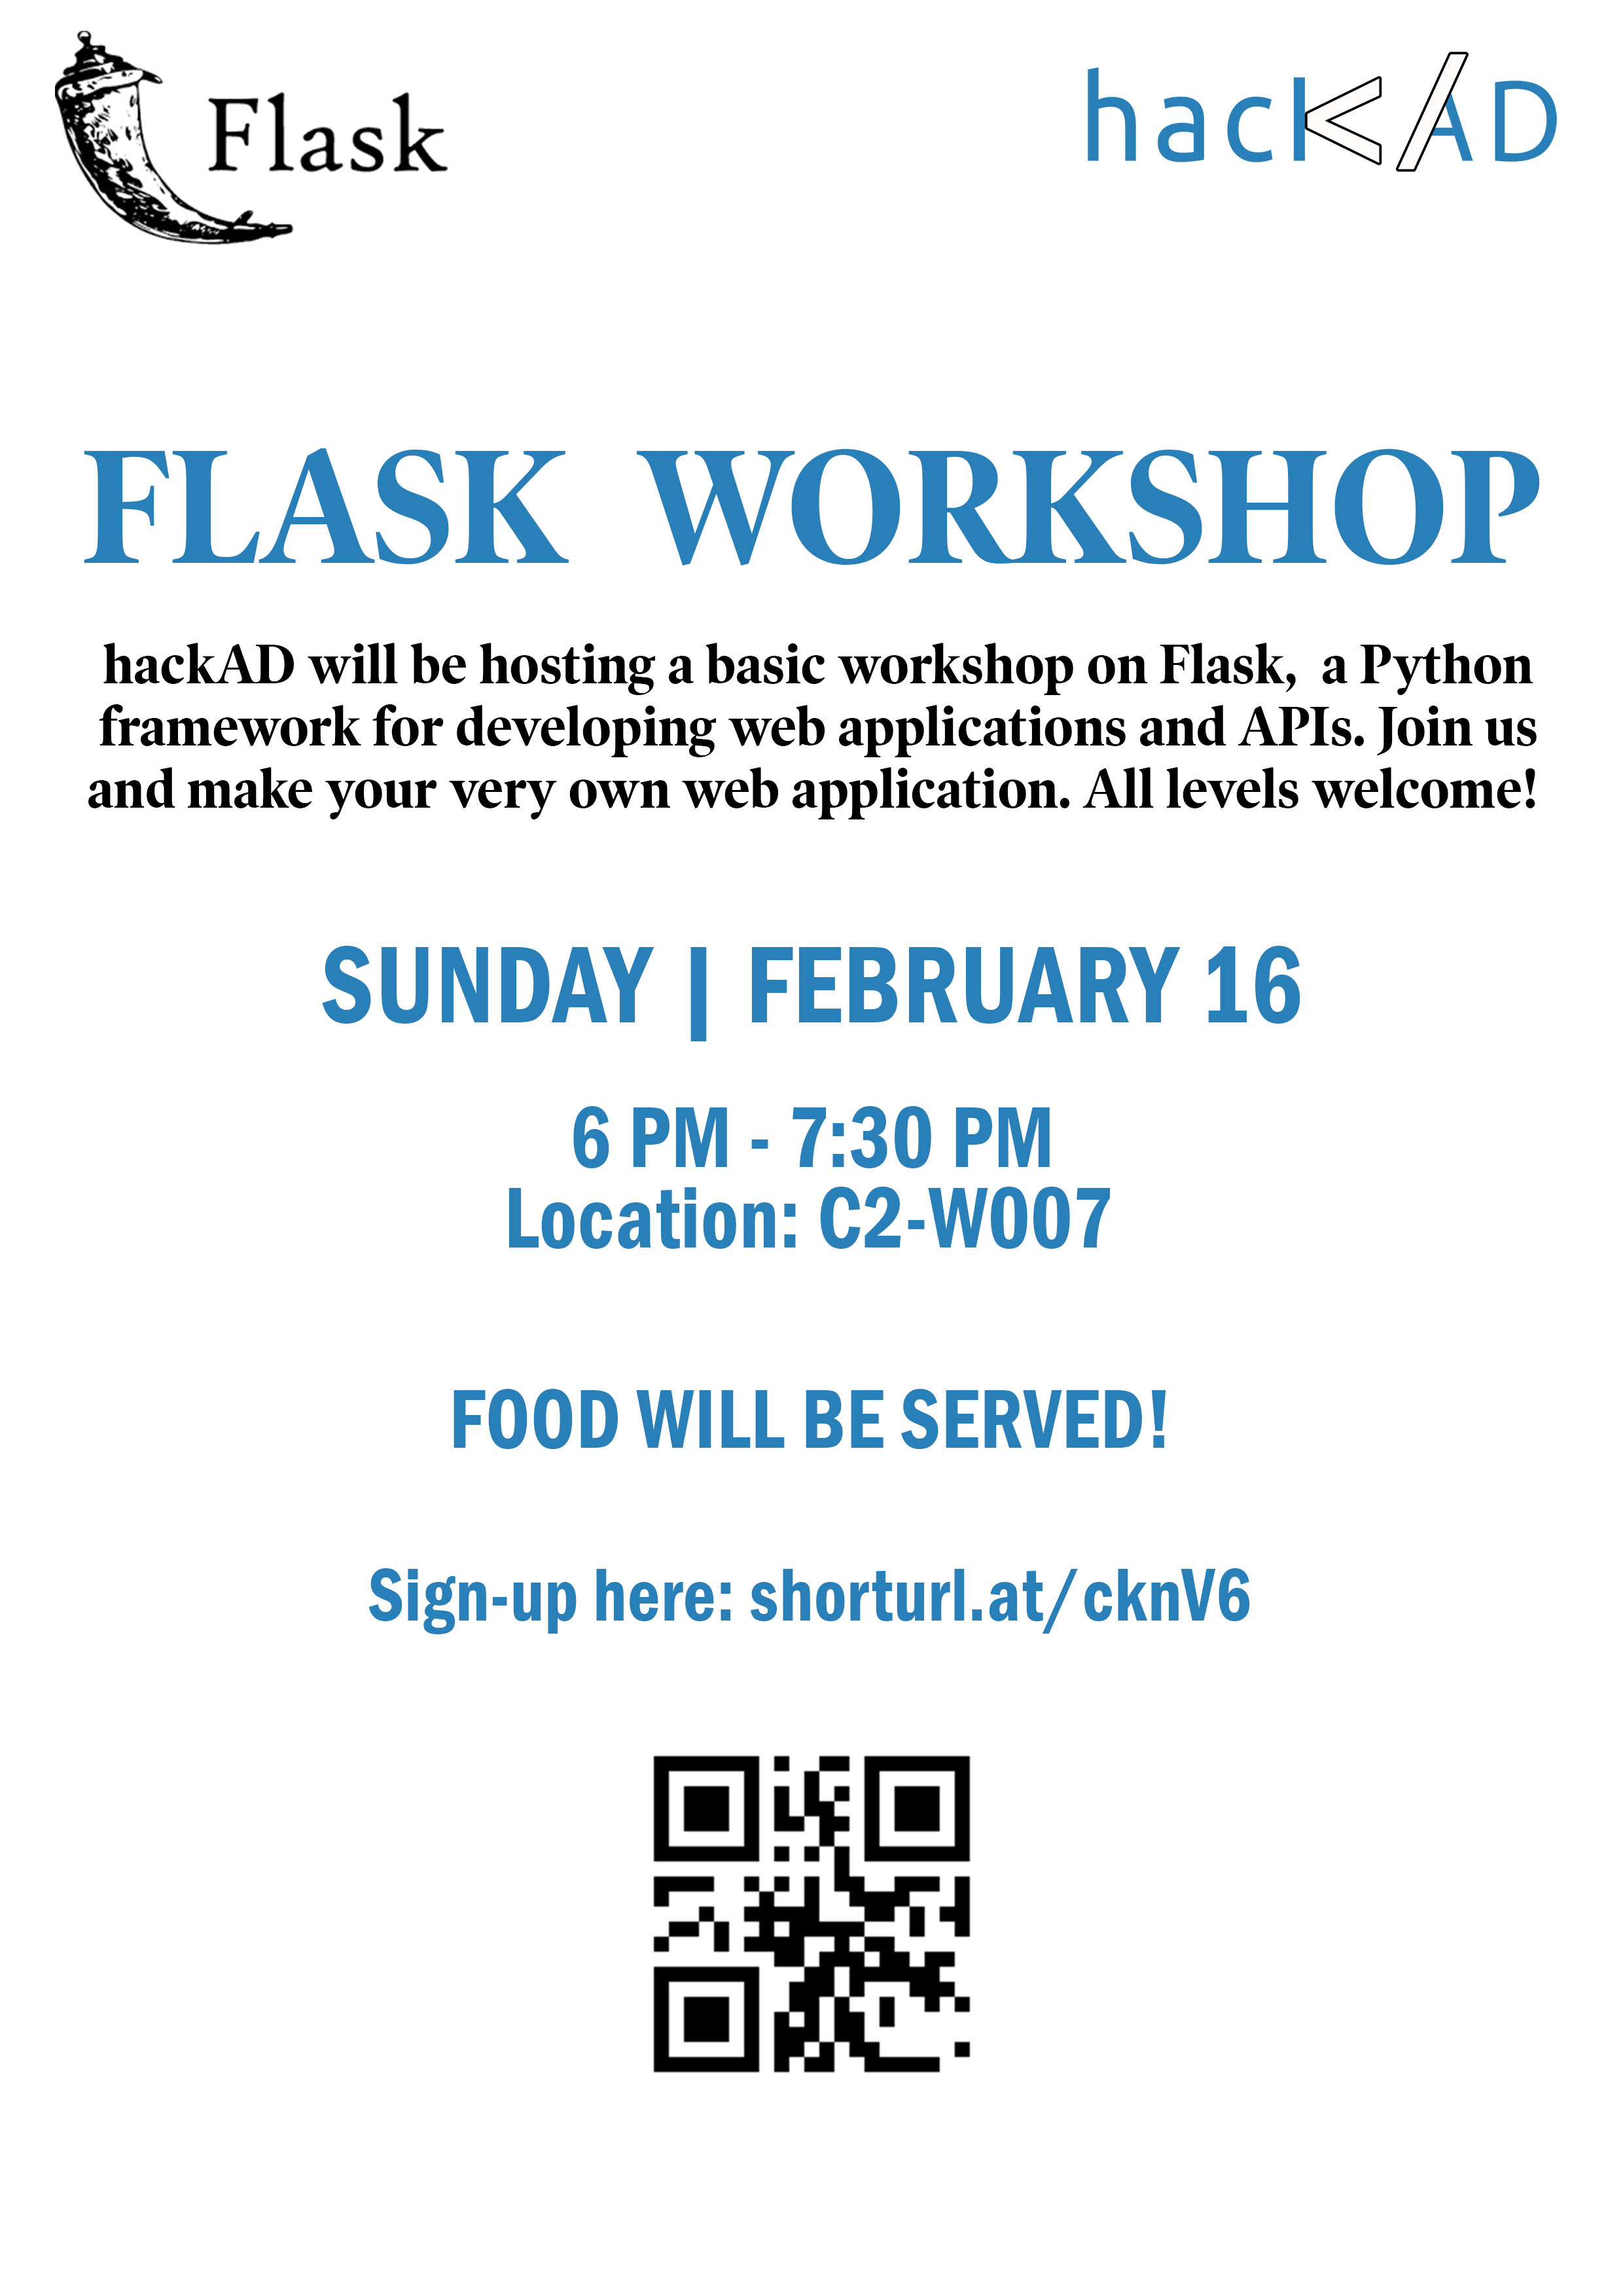 Flask
hackAD
FLASK WORKSHOP
hackAD will be hosting a basic workshop on Flask, a Python
framework for developing web applications and APIs. Join us
and make your very own web application. All levels welcome!
SUNDAY | FEBRUARY 16
6 PM - 7:30 PM
Location: C2-W007
FOOD WILL BE SERVED!
Sign-up here: shorturl.at/cknV6